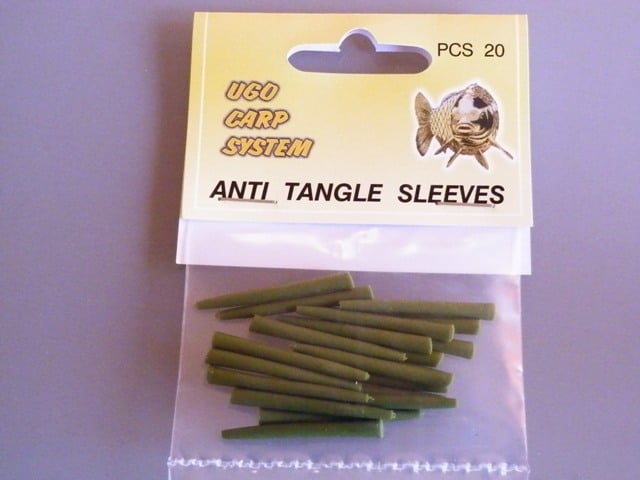 PCS 20
UGO
CARP
SYSTEM
ANTI TANGLE SLEEVES